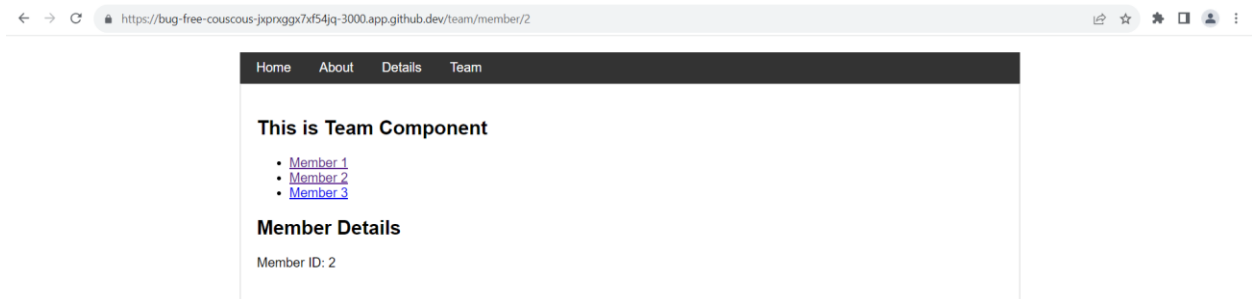 https://bug-free-couscous-jxprxggx7xf54jq-3000.app.github.dev/team/member/2
Home About Details Team
This is Team Component
Member 1
Member 2
Member 3
Member Details
Member ID: 2